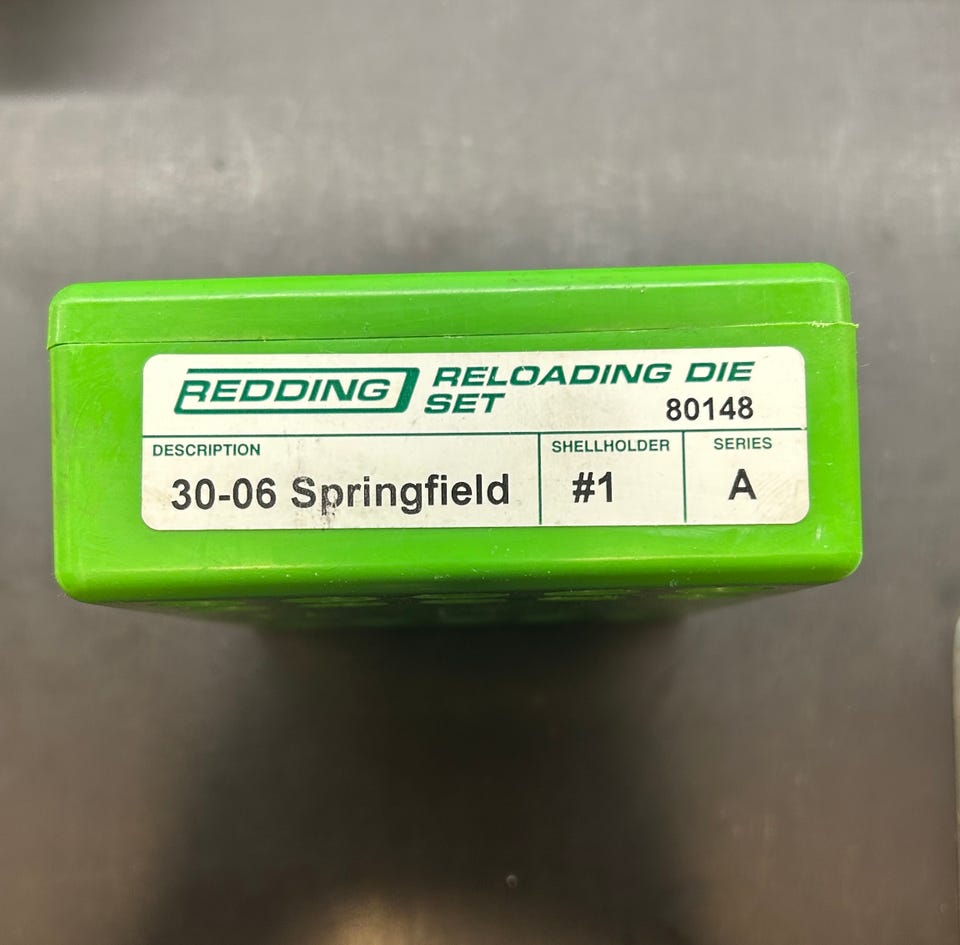 REDDING RELOADING DIE
SET 80148
DESCRIPTION SHELLHOLDER SERIES
30-06 Springfield #1 A